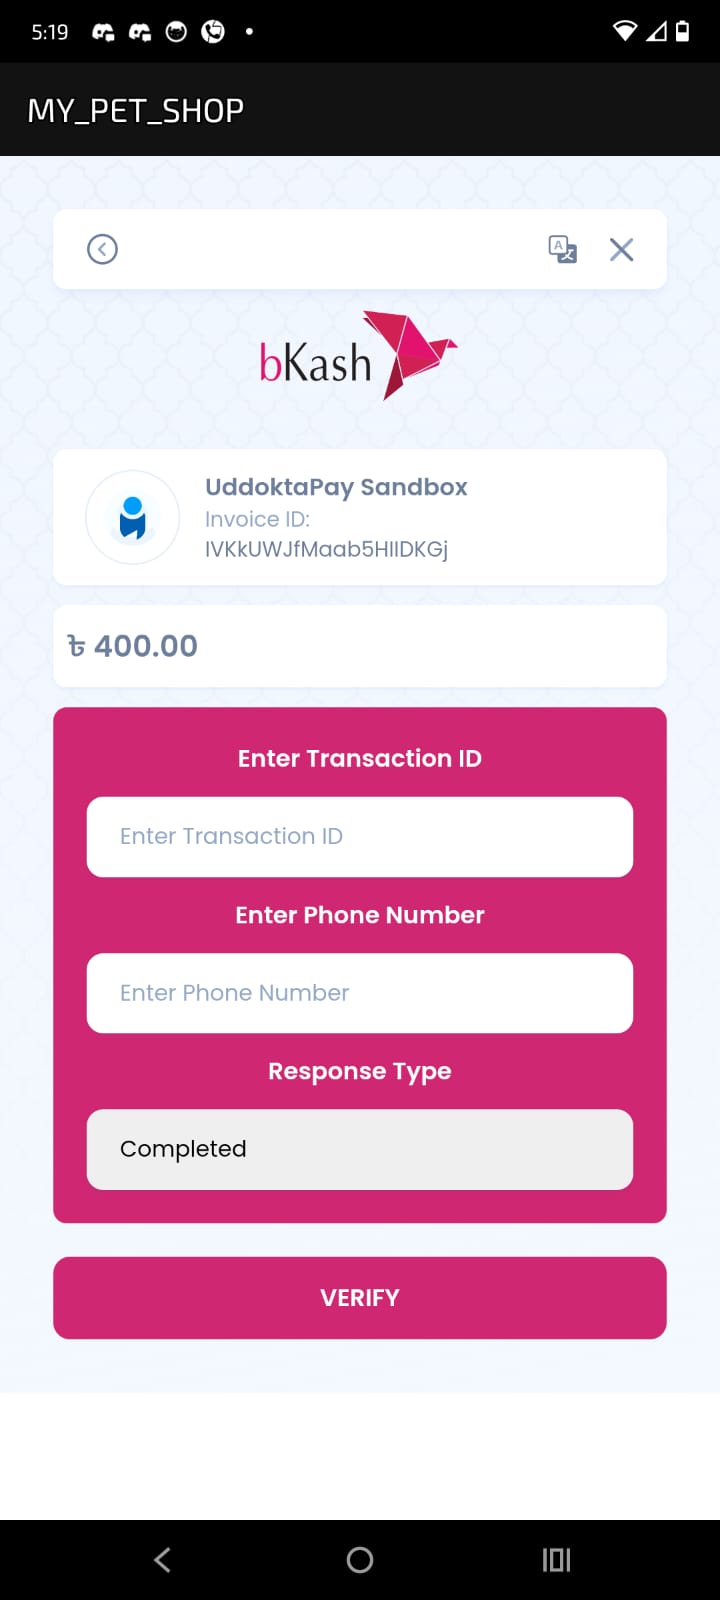 5:19
MY_PET_SHOP
bKash
UddoktaPay Sandbox
Invoice ID:
IVKkUWJfMaab5HIIDKGj
৳ 400.00
Enter Transaction ID
Enter Transaction ID
Enter Phone Number
Enter Phone Number
Response Type
Completed
VERIFY